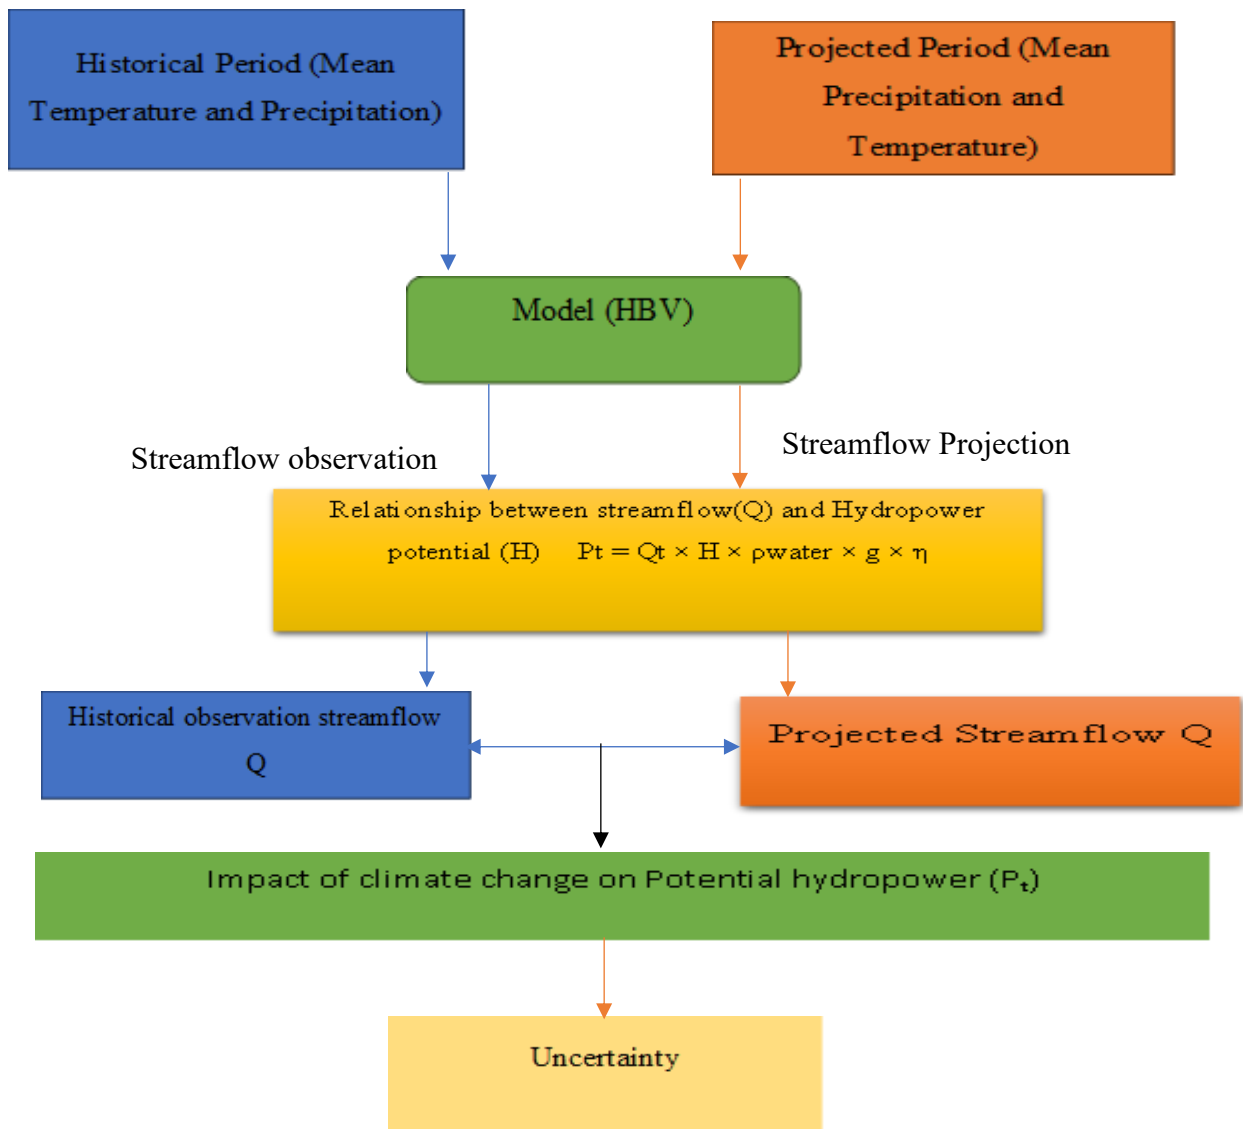 Historical Period (Mean
Temperature and Precipitation)
Projected Period (Mean
Precipitation and
Temperature)
Model (HBV)
Streamflow observation
Streamflow Projection
Relationship between streamflow(Q) and Hydropower
potential (H) Pt = Qt × H × ρwater × g × η
Historical observation streamflow
Q
Projected Streamflow Q
Impact of climate change on Potential hydropower (Pₜ)
Uncertainty